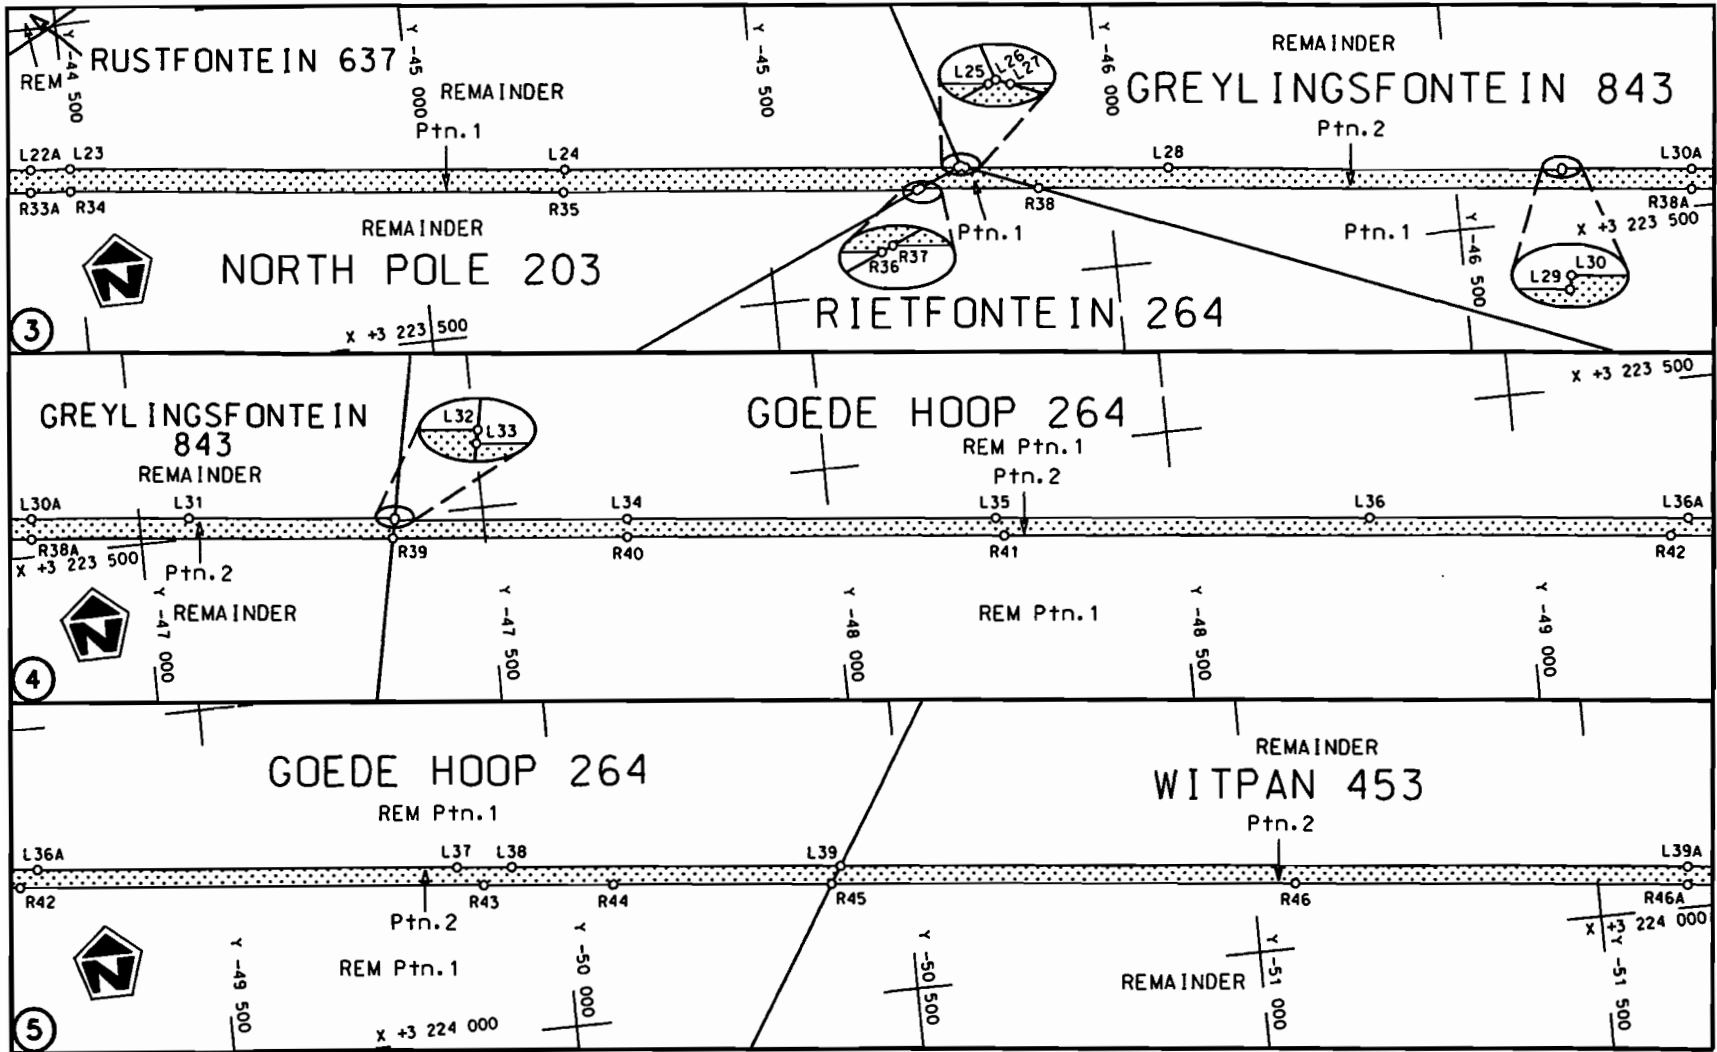 REM
RUSTFONTEIN 637
Y -44 500
Y -45 000
REMAINDER
Ptn.1
Y -45 500
L25 L26 L27
Y -46 000
REMAINDER
GREYLINGSFONTEIN 843
Ptn.2
L22A L23 L24 L28 L30A
R33A R34 R35 R38 R38A
REMAINDER
NORTH POLE 203
R36 R37
Ptn.1
Ptn.1
Y -46 500
X +3 223 500
L29 L30
RIETFONTEIN 264
X +3 223 500
N
3
GREYLINGSFONTEIN
843
REMAINDER
L32 L33
GOEDE HOOP 264
REM Ptn.1
Ptn.2
X +3 223 500
L30A L31 L34 L35 L36 L36A
R38A R39 R40 R41 R42
X +3 223 500
Ptn.2
REMAINDER
REM Ptn.1
Y -47 000
Y -47 500
Y -48 000
Y -48 500
Y -49 000
N
4
GOEDE HOOP 264
REM Ptn.1
REMAINDER
WITPAN 453
Ptn.2
L36A L37 L38 L39 L39A
R42 R43 R44 R45 R46 R46A
Ptn.2
REM Ptn.1
X +3 224 000
REMAINDER
X +3 224 000
Y -49 500
Y -50 000
Y -50 500
Y -51 000
Y -51 500
N
5